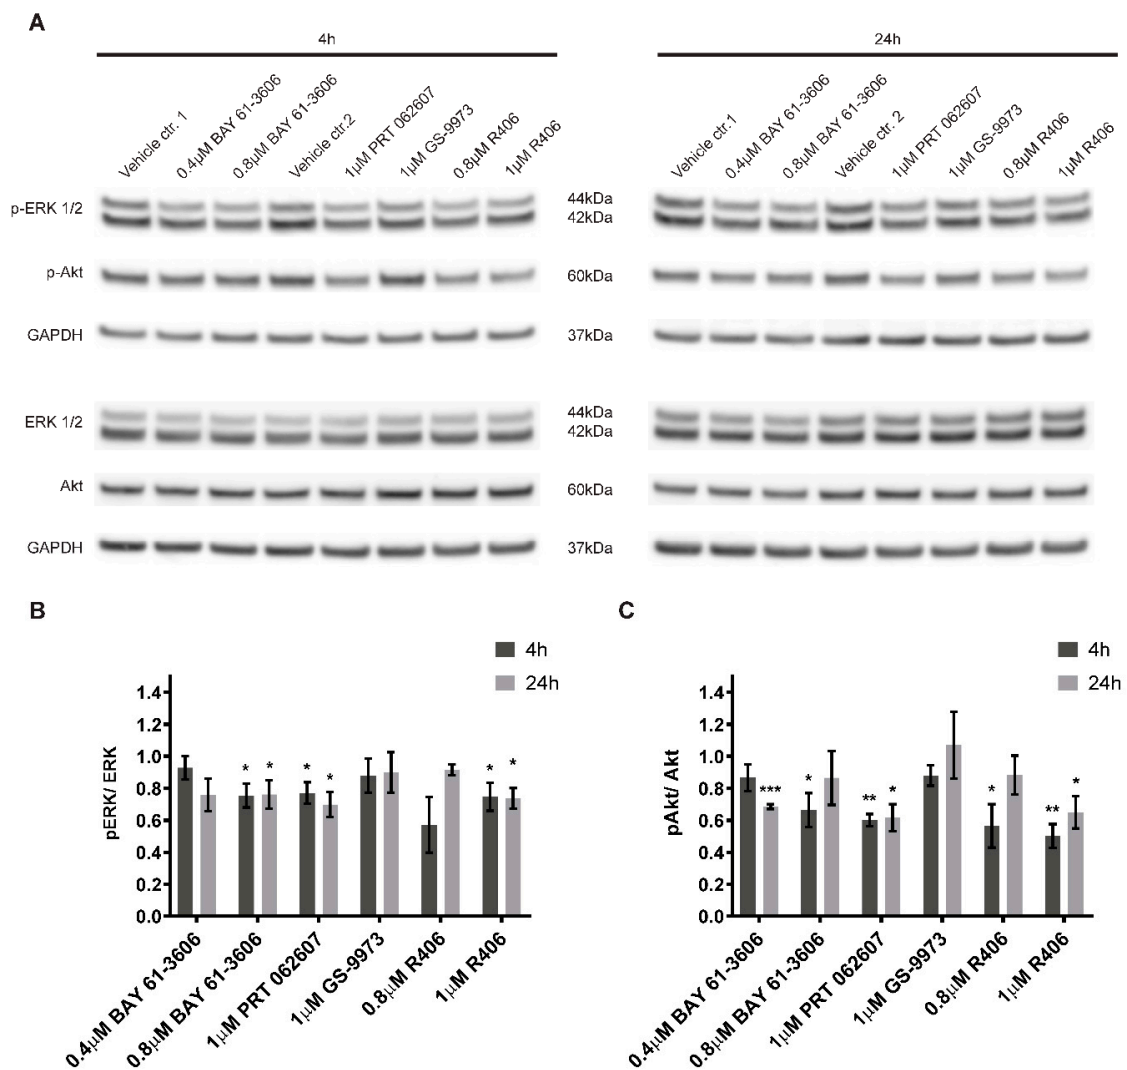 A
4h
24h
Vehicle ctr. 1
0.4µM BAY 61-3606
0.8µM BAY 61-3606
Vehicle ctr.2
1µM PRT 062607
1µM GS-9973
0.8µM R406
1µM R406
Vehicle ctr.1
0.4µM BAY 61-3606
0.8µM BAY 61-3606
Vehicle ctr. 2
1µM PRT 062607
1µM GS-9973
0.8µM R406
1µM R406
p-ERK 1/2
44kDa
42kDa
p-Akt
60kDa
GAPDH
37kDa
ERK 1/2
44kDa
42kDa
Akt
60kDa
GAPDH
37kDa
B
4h
24h
pERK/ ERK
1.4
1.2
1.0
0.8
0.6
0.4
0.2
0.0
* * * * * *
0.4µM BAY 61-3606
0.8µM BAY 61-3606
1µM PRT 062607
1µM GS-9973
0.8µM R406
1µM R406
C
4h
24h
pAkt/ Akt
1.4
1.2
1.0
0.8
0.6
0.4
0.2
0.0
*** * ** * * ** *
0.4µM BAY 61-3606
0.8µM BAY 61-3606
1µM PRT 062607
1µM GS-9973
0.8µM R406
1µM R406